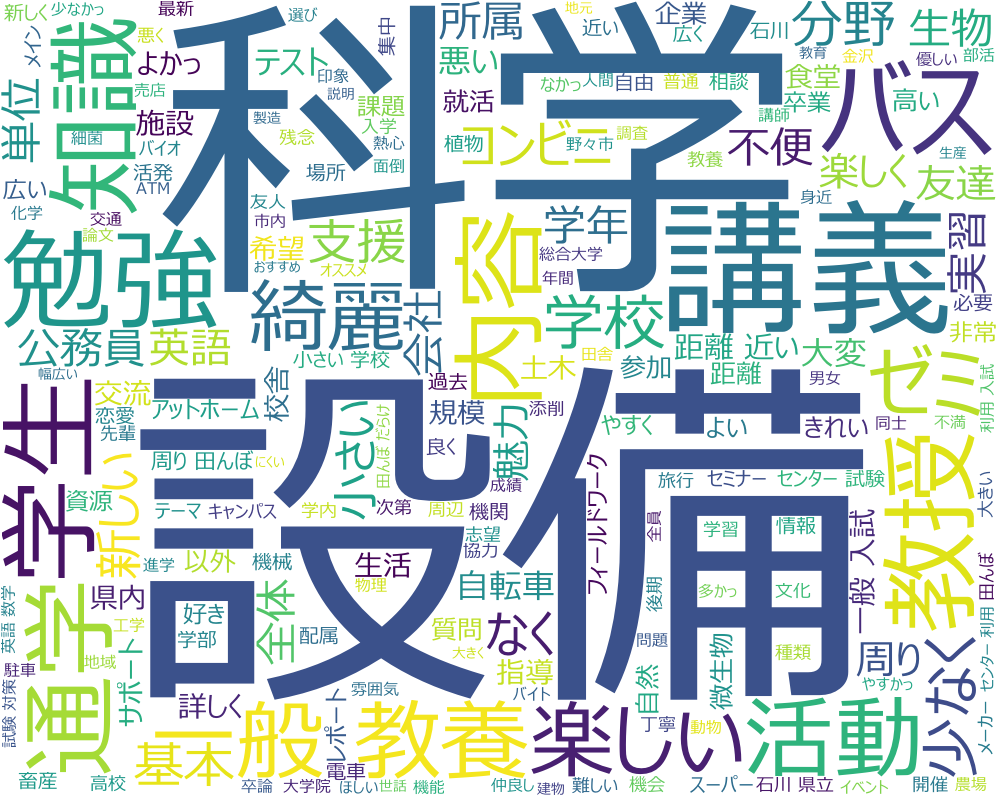 新しく
少なかっ
最新
選び
所属
企業
地元
近い
広く
石川
分野
生物
メイン
悪く
よかっ
集中
科学
バス
単位
知識
売店
テスト
印象
説明
悪い
なかっ
人間
自由
普通
相談
教育
金沢
食堂
優しい
部活
施設
製造
課題
入学
就活
卒業
高い
講師
細菌
バイオ
残念
熱心
植物
コンビニ
野々市
調査
不便
活発
ATM
場所
面倒
教養
楽しく
生産
広い
化学
交通
論文
友人
市内
支援
学年
身近
友達
勉強
希望
おすすめ
オススメ
内容
総合大学
年間
講義
実習
必要
公務員
英語
綺麗
会社
学校
距離 近い
大変
非常
幅広い
小さい 学校
土木
田舎
参加
距離
ゼミ
利用 入試
交流
校舎
過去
男女
学生
恋愛
先輩
アットホーム
小さい
田んぼ だらけ
規模
良く
魅力
添削
やすく
よい
きれい
同士
不満
新しい
周り 田んぼ
にくい
設備
成績
フィールドワーク
旅行
セミナー
センター 試験
教授
大きい
資源
テーマ
キャンパス
学内
次第
周辺
機関
志望
協力
全員
学習
情報
一般 入試
通学
進学
以外
機械
生活
物理
自転車
後期
多かっ
文化
田んぼ
県内
好き
学部
全体
配属
質問
大きく
なく
指導
問題
自然
微生物
種類
周り
少なく
利用
センター
英語 数学
工学
地域
駐車
サポート
詳しく
雰囲気
レポート
バイト
丁寧
動物
やすかっ
メーカー
試験 対策
基本
一般
教養
電車
楽しい
活動
畜産
高校
卒論
大学院
ほしい
世話
機能
仲良し
建物
難しい
機会
スーパー
石川 県立
イベント
開催
農場